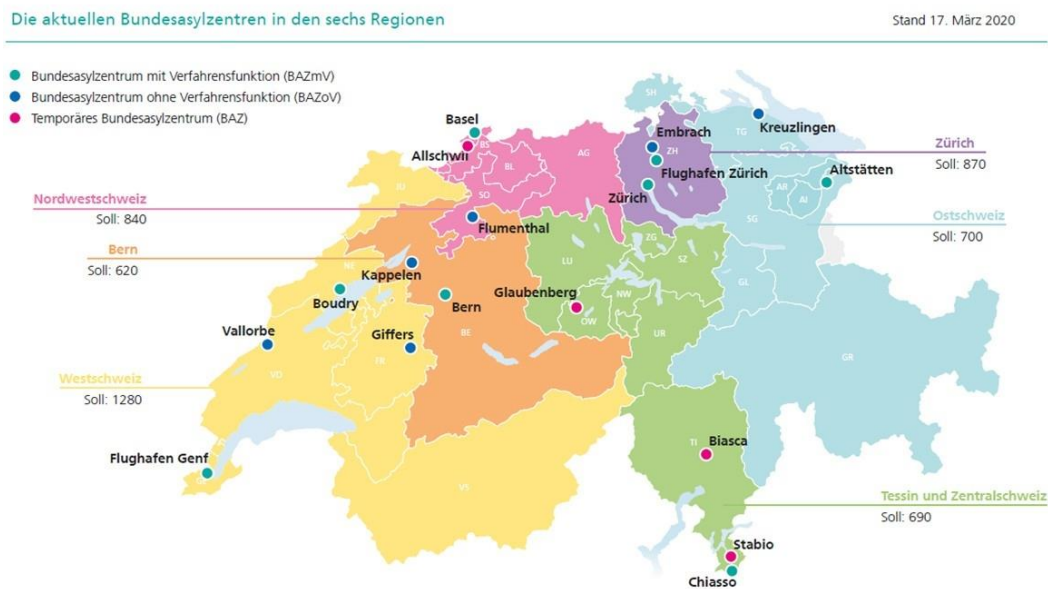 Die aktuellen Bundesasylzentren in den sechs Regionen
Stand 17. März 2020
Bundesasylzentrum mit Verfahrensfunktion (BAZmV)
Bundesasylzentrum ohne Verfahrensfunktion (BAZoV)
Temporäres Bundesasylzentrum (BAZ)
SH
Basel
Embrach
TG
Kreuzlingen
Zürich
Soll: 870
Allschwil
BS
BL
AG
ZH
Flughafen Zürich
Altstätten
JU
SO
Zürich
AR
AI
Nordwestschweiz
Soll: 840
Flumenthal
SG
Ostschweiz
Soll: 700
Bern
Soll: 620
ZG
LU
SZ
NE
Kappelen
GL
Boudry
Bern
Glaubenberg
NW
OW
UR
Vallorbe
Giffers
BE
FR
GR
Westschweiz
Soll: 1280
VD
TI
Biasca
Flughafen Genf
GE
VS
Tessin und Zentralschweiz
Soll: 690
Stabio
Chiasso